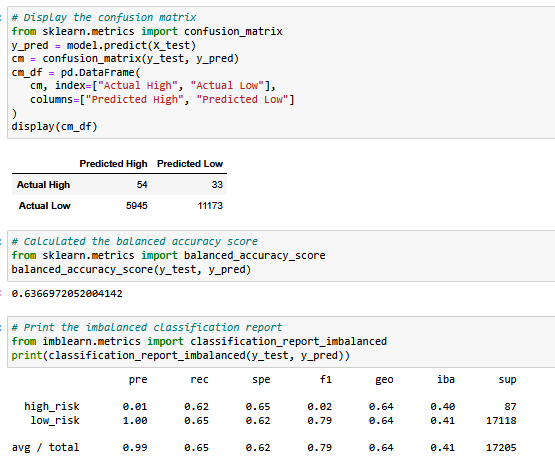 # Display the confusion matrix
from sklearn.metrics import confusion_matrix
y_pred = model.predict(X_test)
cm = confusion_matrix(y_test, y_pred)
cm_df = pd.DataFrame(
cm, index=["Actual High", "Actual Low"],
columns=["Predicted High", "Predicted Low"]
)
display(cm_df)
Predicted High Predicted Low
Actual High 54 33
Actual Low 5945 11173
# Calculated the balanced accuracy score
from sklearn.metrics import balanced_accuracy_score
balanced_accuracy_score(y_test, y_pred)
0.6366972052004142
# Print the imbalanced classification report
from imblearn.metrics import classification_report_imbalanced
print(classification_report_imbalanced(y_test, y_pred))
pre rec spe f1 geo iba sup
high_risk 0.01 0.62 0.65 0.02 0.64 0.40 87
low_risk 1.00 0.65 0.62 0.79 0.64 0.41 17118
avg / total 0.99 0.65 0.62 0.79 0.64 0.41 17205